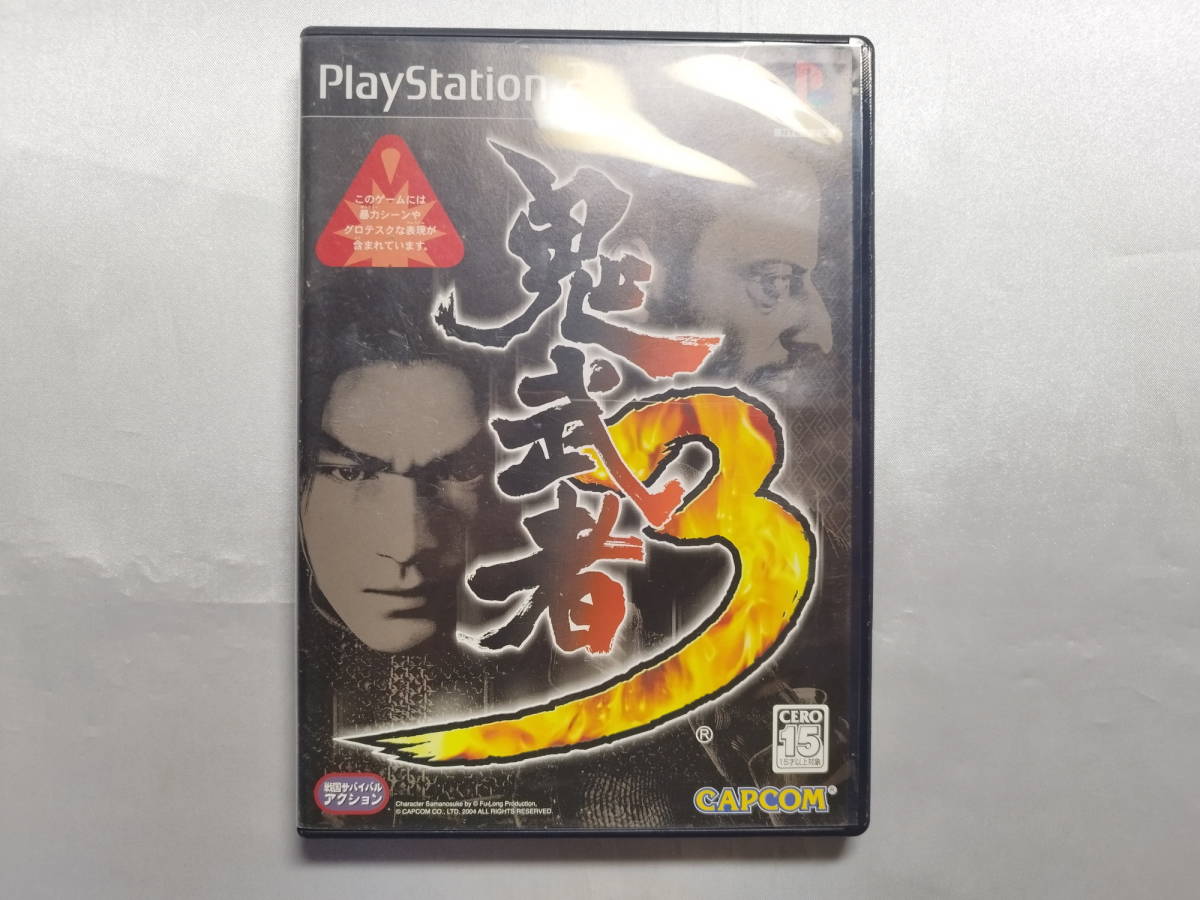 PlayStation
このゲームには
暴力シーンや
グロテスクな表現が
含まれています。
鬼武者
3
®
CERO
15
15才以上対象
戦国サバイバル
アクション
Character Samanosuke by © Fu-Long Production,
© CAPCOM CO., LTD. 2004 ALL RIGHTS RESERVED.
CAPCOM